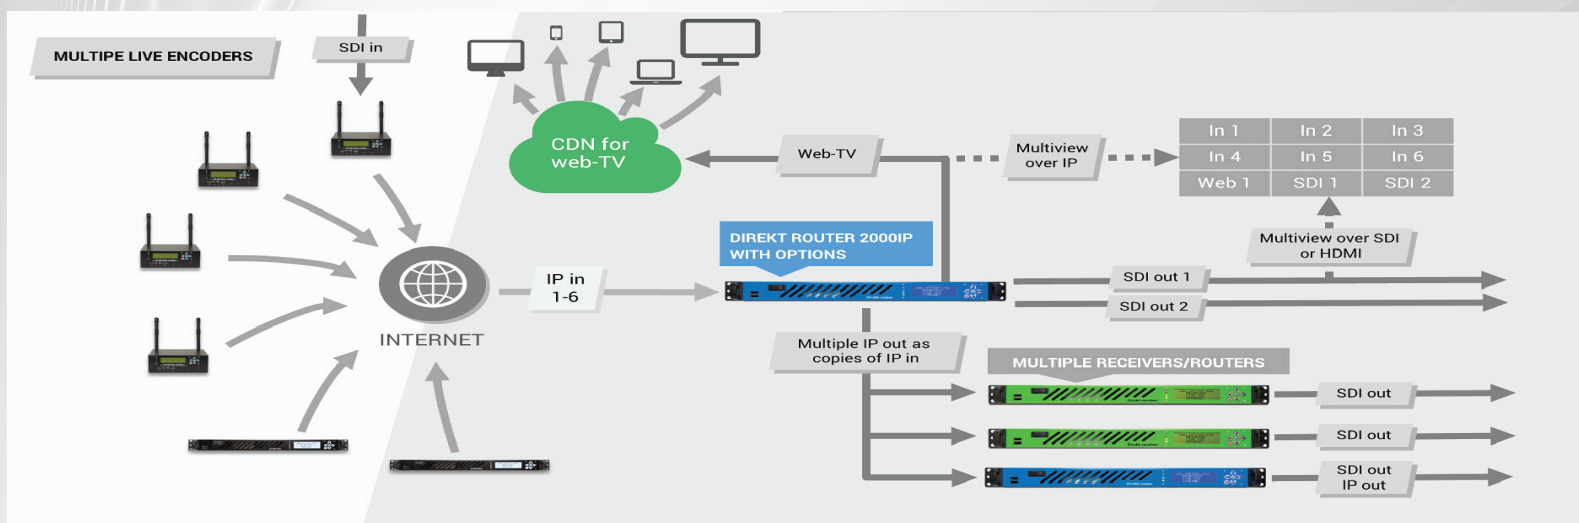 MULTIPE LIVE ENCODERS
SDI in
CDN for
web-TV
Web-TV
Multiview
over IP
In 1
In 2
In 3
In 4
In 5
In 6
Web 1
SDI 1
SDI 2
Multiview over SDI
or HDMI
DIREKT ROUTER 2000IP
WITH OPTIONS
IP in
1-6
INTERNET
SDI out 1
SDI out 2
Multiple IP out as
copies of IP in
MULTIPLE RECEIVERS/ROUTERS
SDI out
SDI out
SDI out
IP out